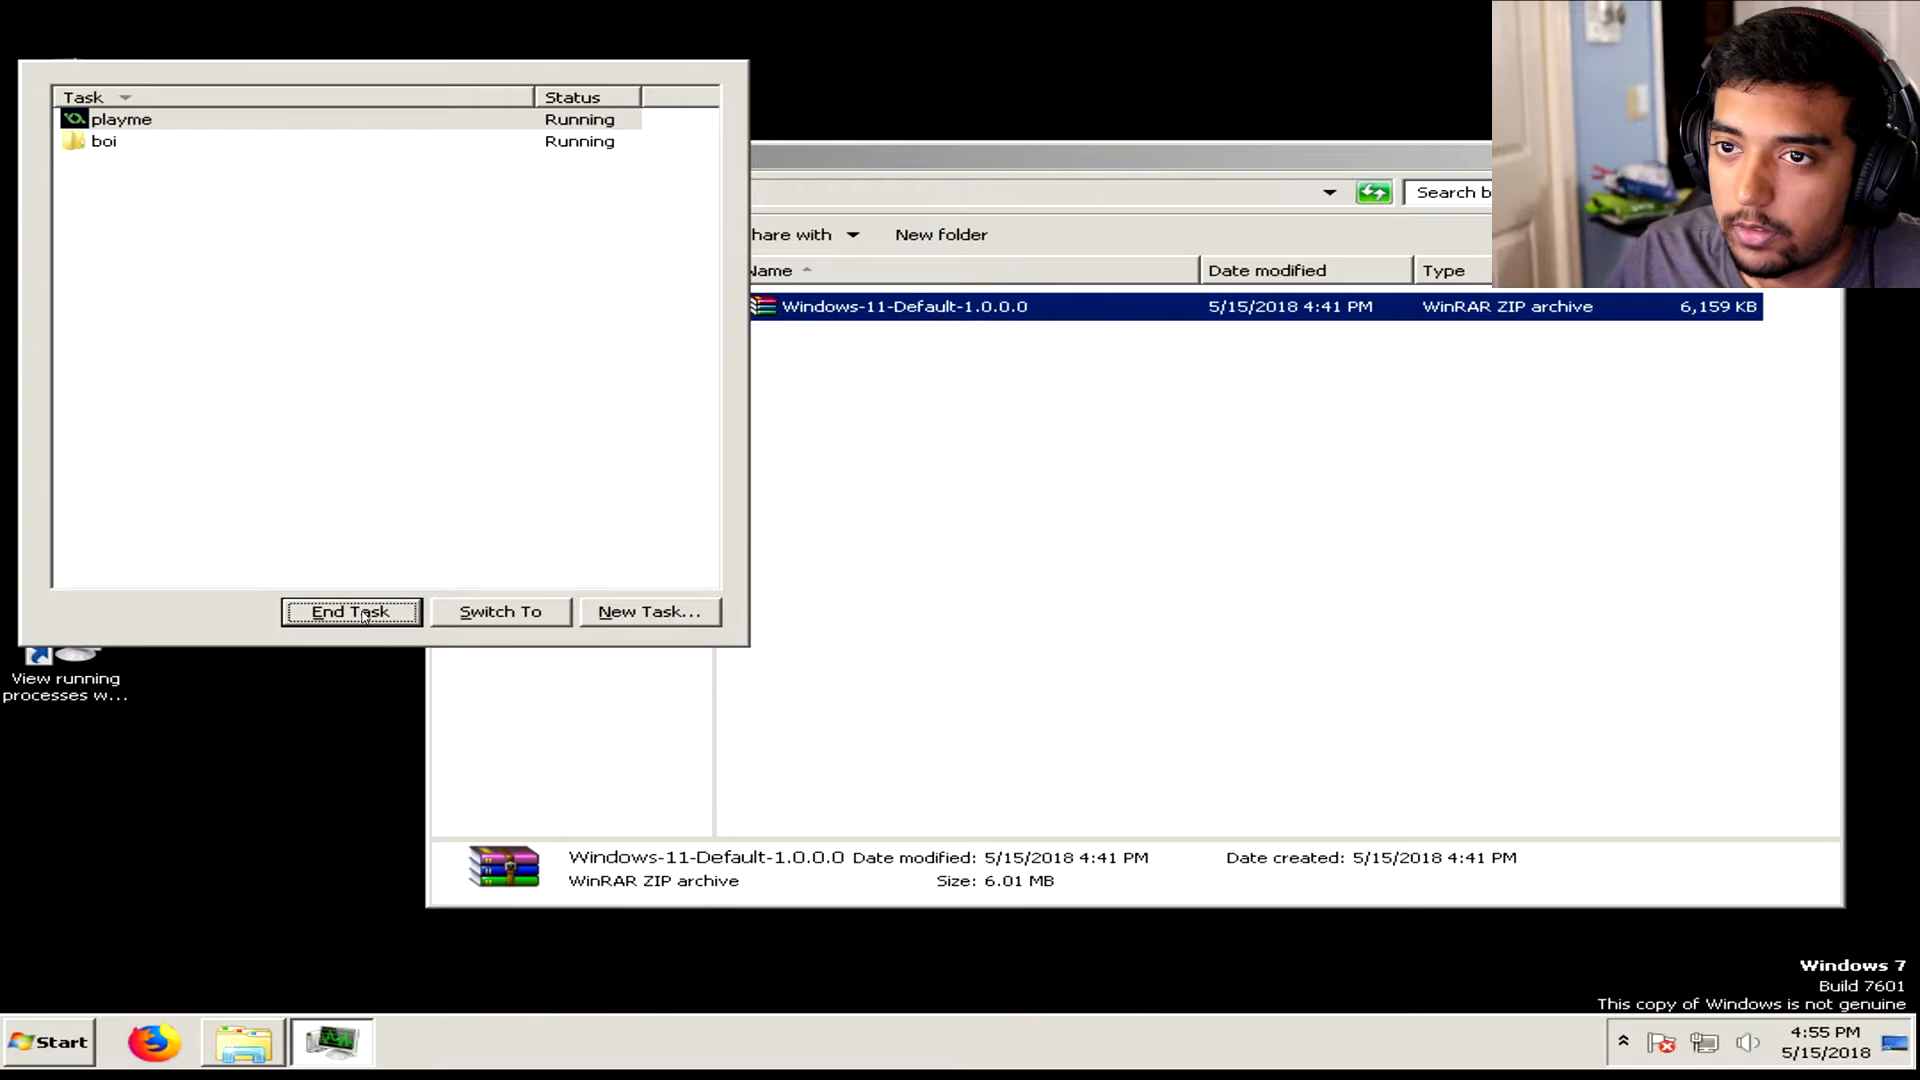 Task Status
playme Running
boi Running
End Task Switch To New Task...
Search b
hare with New folder
Name Date modified Type
Windows-11-Default-1.0.0.0 5/15/2018 4:41 PM WinRAR ZIP archive 6,159 KB
View running
processes w...
Windows-11-Default-1.0.0.0 Date modified: 5/15/2018 4:41 PM Date created: 5/15/2018 4:41 PM
WinRAR ZIP archive Size: 6.01 MB
Windows 7
Build 7601
This copy of Windows is not genuine
Start
4:55 PM
5/15/2018